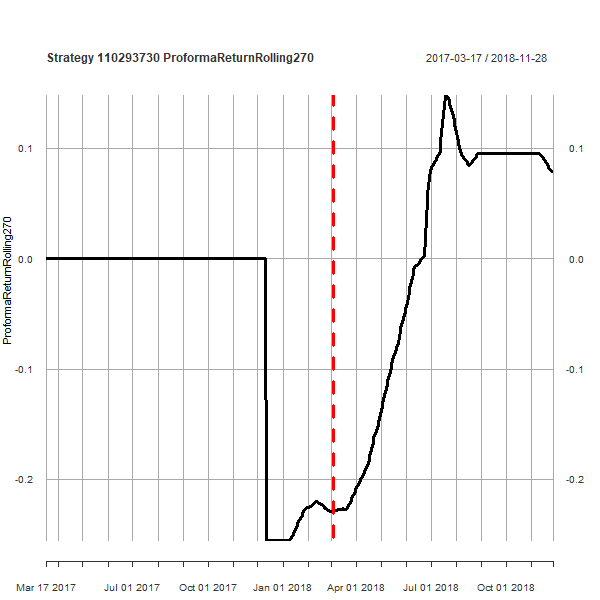 Strategy 110293730 ProformaReturnRolling270
2017-03-17 / 2018-11-28
ProformaReturnRolling270
0.1
0.0
-0.1
-0.2
0.1
0.0
-0.1
-0.2
Mar 17 2017
Jul 01 2017
Oct 01 2017
Jan 01 2018
Apr 01 2018
Jul 01 2018
Oct 01 2018